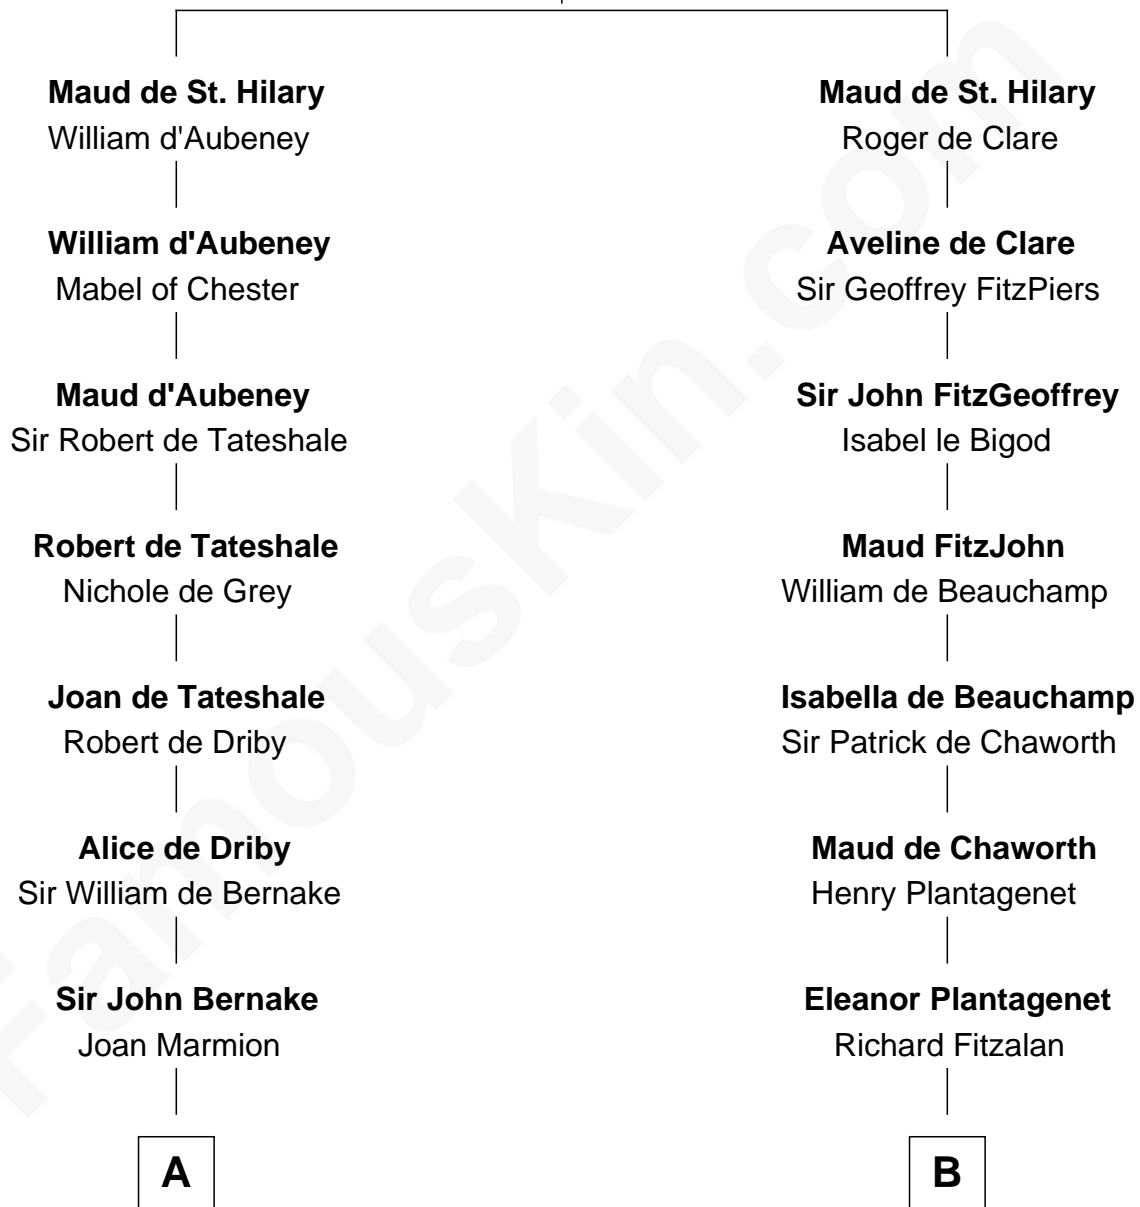 Maud de St. Hilary
William d'Aubeney
William d'Aubeney
Mabel of Chester
Maud d'Aubeney
Sir Robert de Tateshale
Robert de Tateshale
Nichole de Grey
Joan de Tateshale
Robert de Driby
Alice de Driby
Sir William de Bernake
Sir John Bernake
Joan Marmion
A
Maud de St. Hilary
Roger de Clare
Aveline de Clare
Sir Geoffrey FitzPiers
Sir John FitzGeoffrey
Isabel le Bigod
Maud FitzJohn
William de Beauchamp
Isabella de Beauchamp
Sir Patrick de Chaworth
Maud de Chaworth
Henry Plantagenet
Eleanor Plantagenet
Richard Fitzalan
B
FamousKin.com